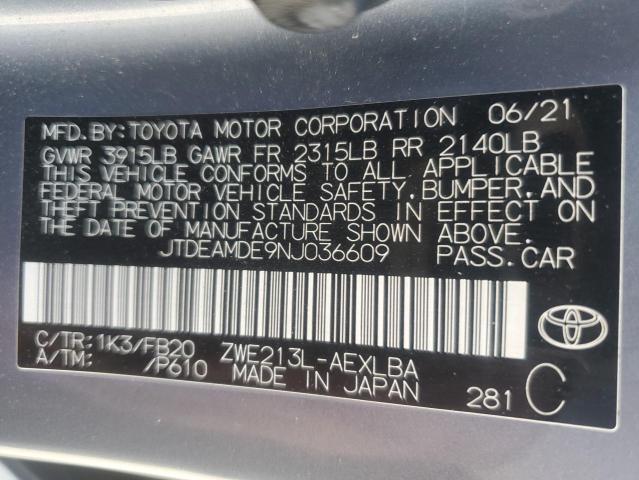 MFD.BY:TOYOTA MOTOR CORPORATION 06/21
GVWR 3915LB GAWR FR 2315LB RR 2140LB
THIS VEHICLE CONFORMS TO ALL APPLICABLE
FEDERAL MOTOR VEHICLE SAFETY,BUMPER,AND
THEFT PREVENTION STANDARDS IN EFFECT ON
THE DATE OF MANUFACTURE SHOWN ABOVE.
JTDEAMDE9NJ036609 PASS.CAR
C/TR:1K3/FB20 ZWE213L-AEXLBA
A/TM: /P610 MADE IN JAPAN 281 C